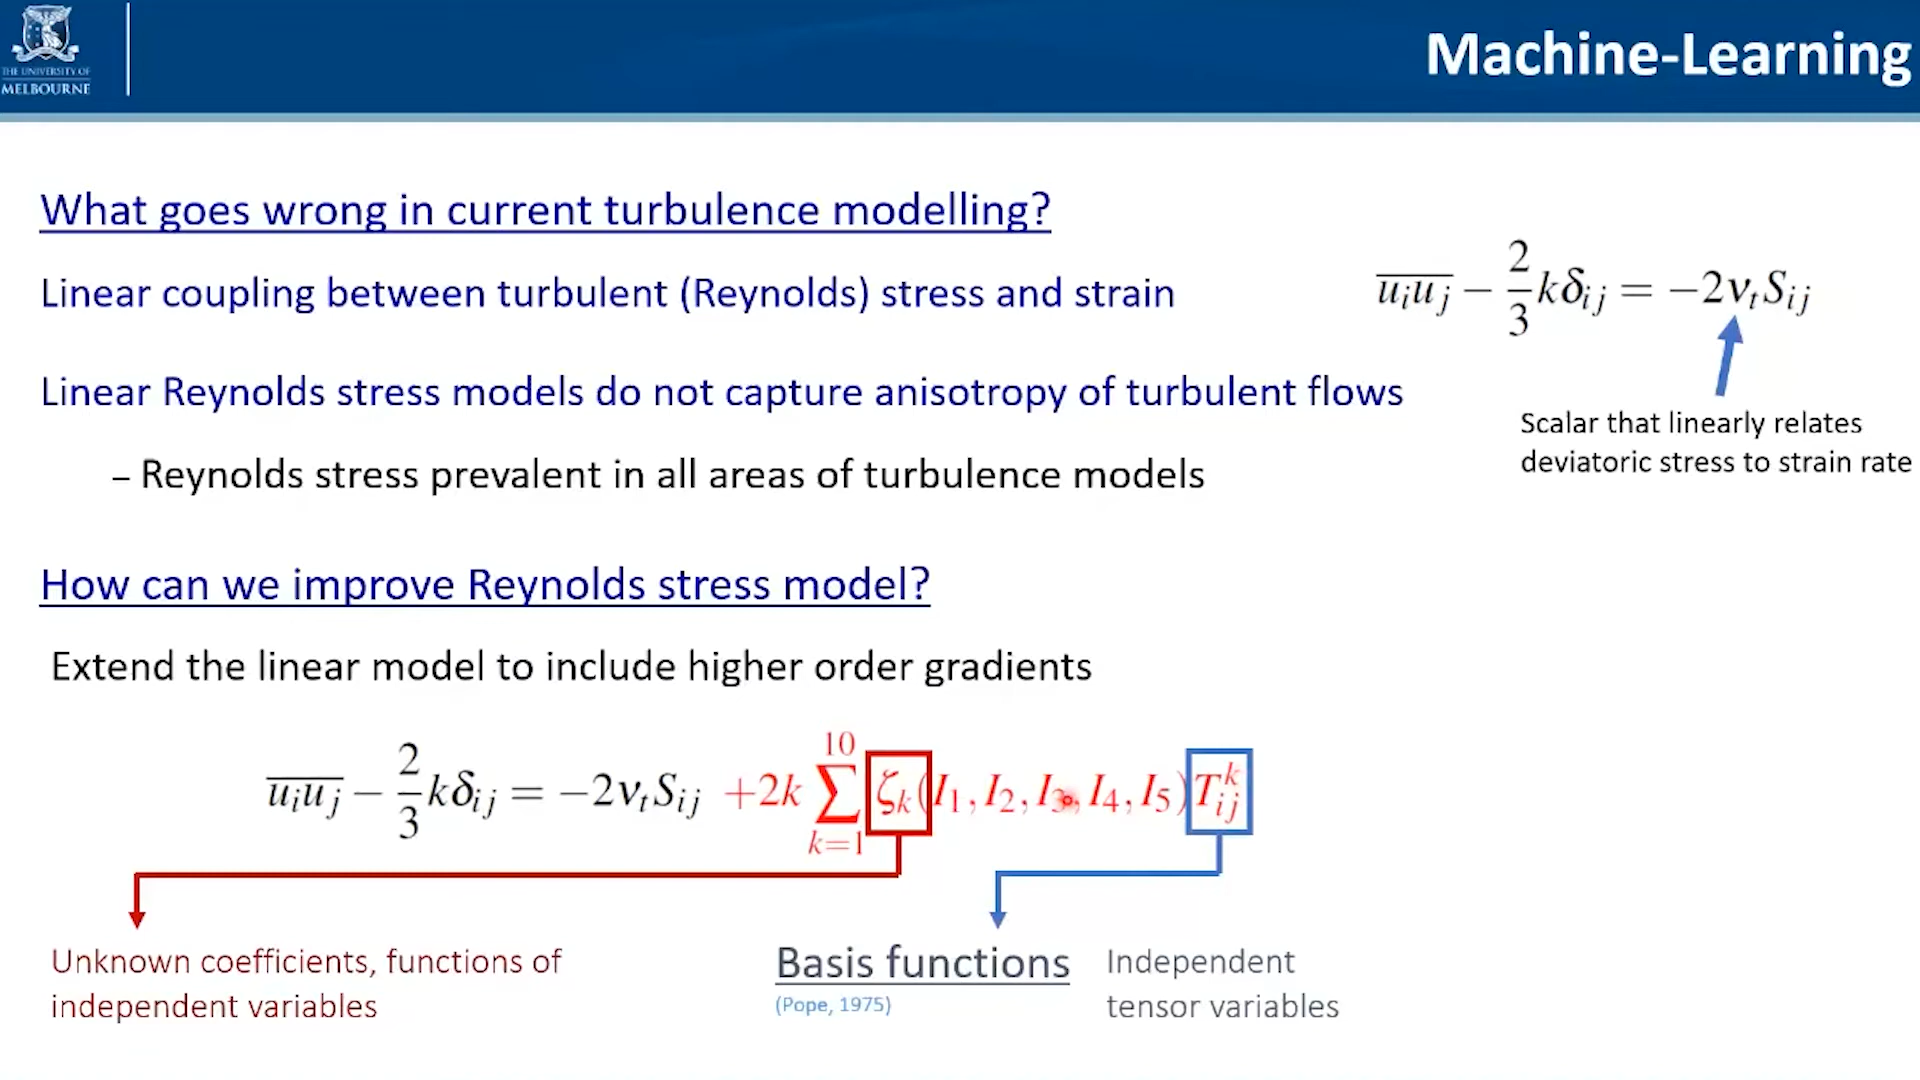 THE UNIVERSITY OF
MELBOURNE
Machine-Learning
What goes wrong in current turbulence modelling?
Linear coupling between turbulent (Reynolds) stress and strain
$\overline{u_i u_j} - \frac{2}{3} k \delta_{ij} = -2 \nu_t S_{ij}$
Linear Reynolds stress models do not capture anisotropy of turbulent flows
Scalar that linearly relates
deviatoric stress to strain rate
– Reynolds stress prevalent in all areas of turbulence models
How can we improve Reynolds stress model?
Extend the linear model to include higher order gradients
$\overline{u_i u_j} - \frac{2}{3} k \delta_{ij} = -2 \nu_t S_{ij} + 2k \sum_{k=1}^{10} \zeta_k (I_1, I_2, I_3, I_4, I_5) T_{ij}^k$
Unknown coefficients, functions of
independent variables
Basis functions
(Pope, 1975)
Independent
tensor variables